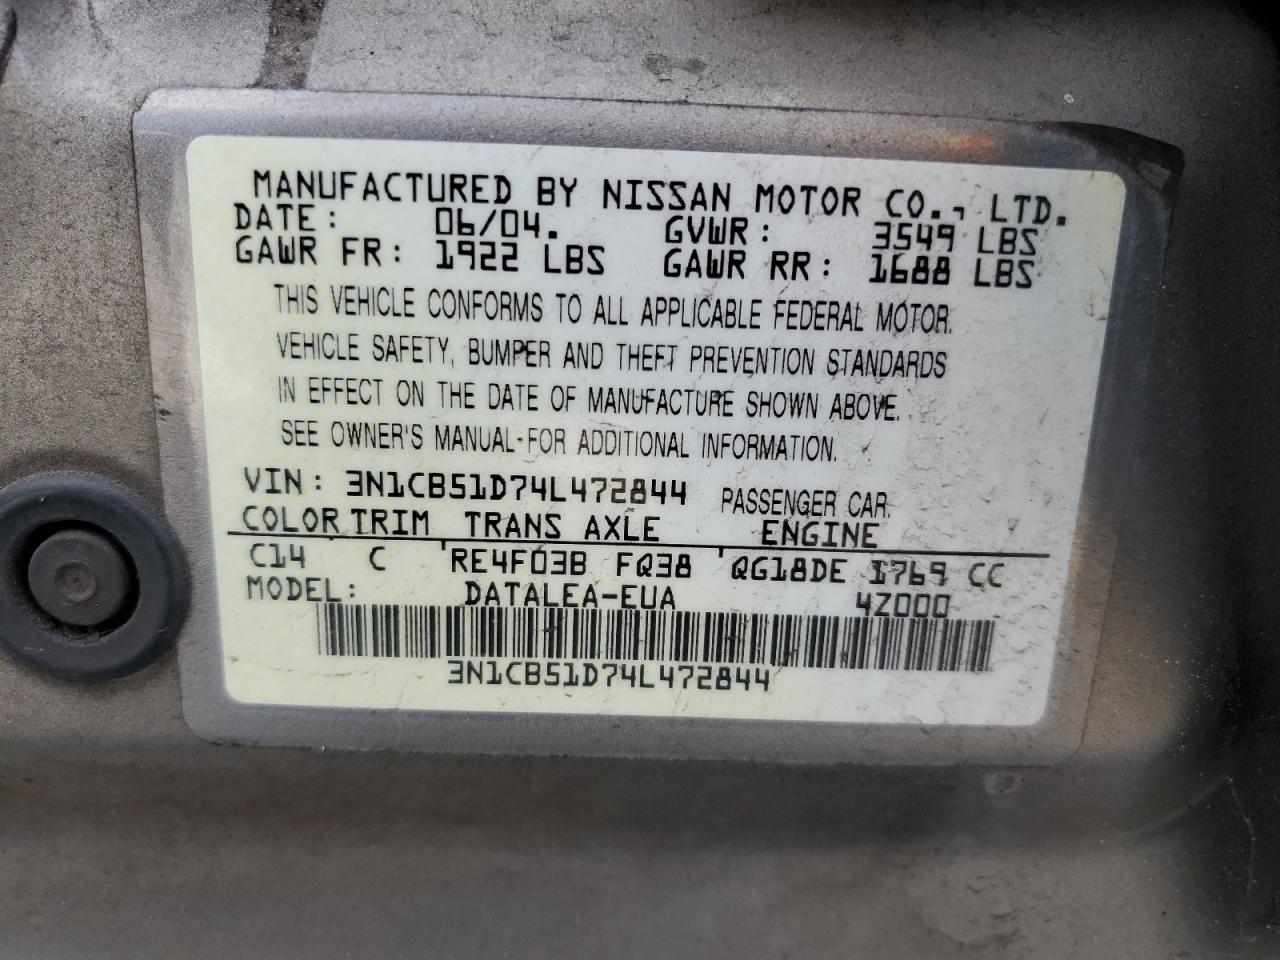 MANUFACTURED BY NISSAN MOTOR CO., LTD.
DATE: 06/04. GVWR: 3549 LBS
GAWR FR: 1922 LBS GAWR RR: 1688 LBS
THIS VEHICLE CONFORMS TO ALL APPLICABLE FEDERAL MOTOR
VEHICLE SAFETY, BUMPER AND THEFT PREVENTION STANDARDS
IN EFFECT ON THE DATE OF MANUFACTURE SHOWN ABOVE.
SEE OWNER'S MANUAL-FOR ADDITIONAL INFORMATION.
VIN: 3N1CB51D74L472844 PASSENGER CAR.
COLOR TRIM TRANS AXLE ENGINE
C14 C RE4F03B FQ38 QG18DE 1769 CC
MODEL: DATALEA-EUA 4Z000
3N1CB51D74L472844